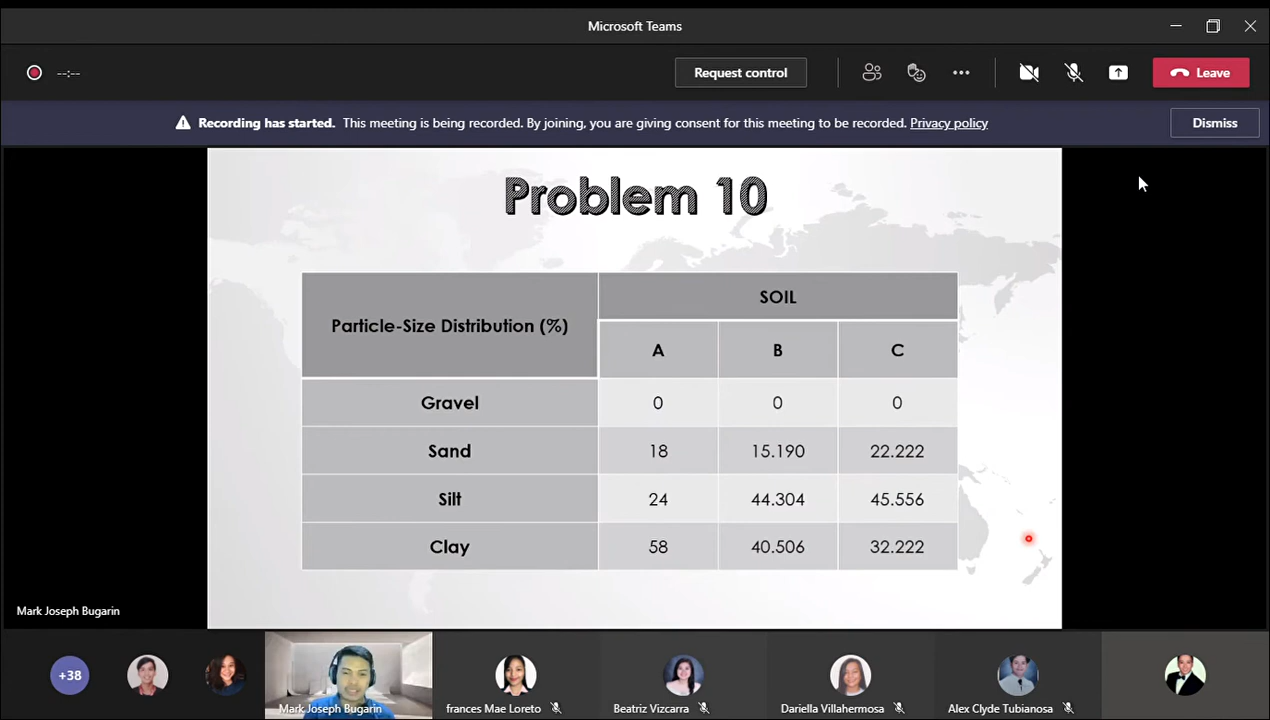 Microsoft Teams
--:--
Request control
Leave
Recording has started. This meeting is being recorded. By joining, you are giving consent for this meeting to be recorded. Privacy policy
Dismiss
Problem 10
Particle-Size Distribution (%)
SOIL
A B C
Gravel 0 0 0
Sand 18 15.190 22.222
Silt 24 44.304 45.556
Clay 58 40.506 32.222
Mark Joseph Bugarin
+38
Mark Joseph Bugarin
frances Mae Loreto
Beatriz Vizcarra
Dariella Villahermosa
Alex Clyde Tubianosa